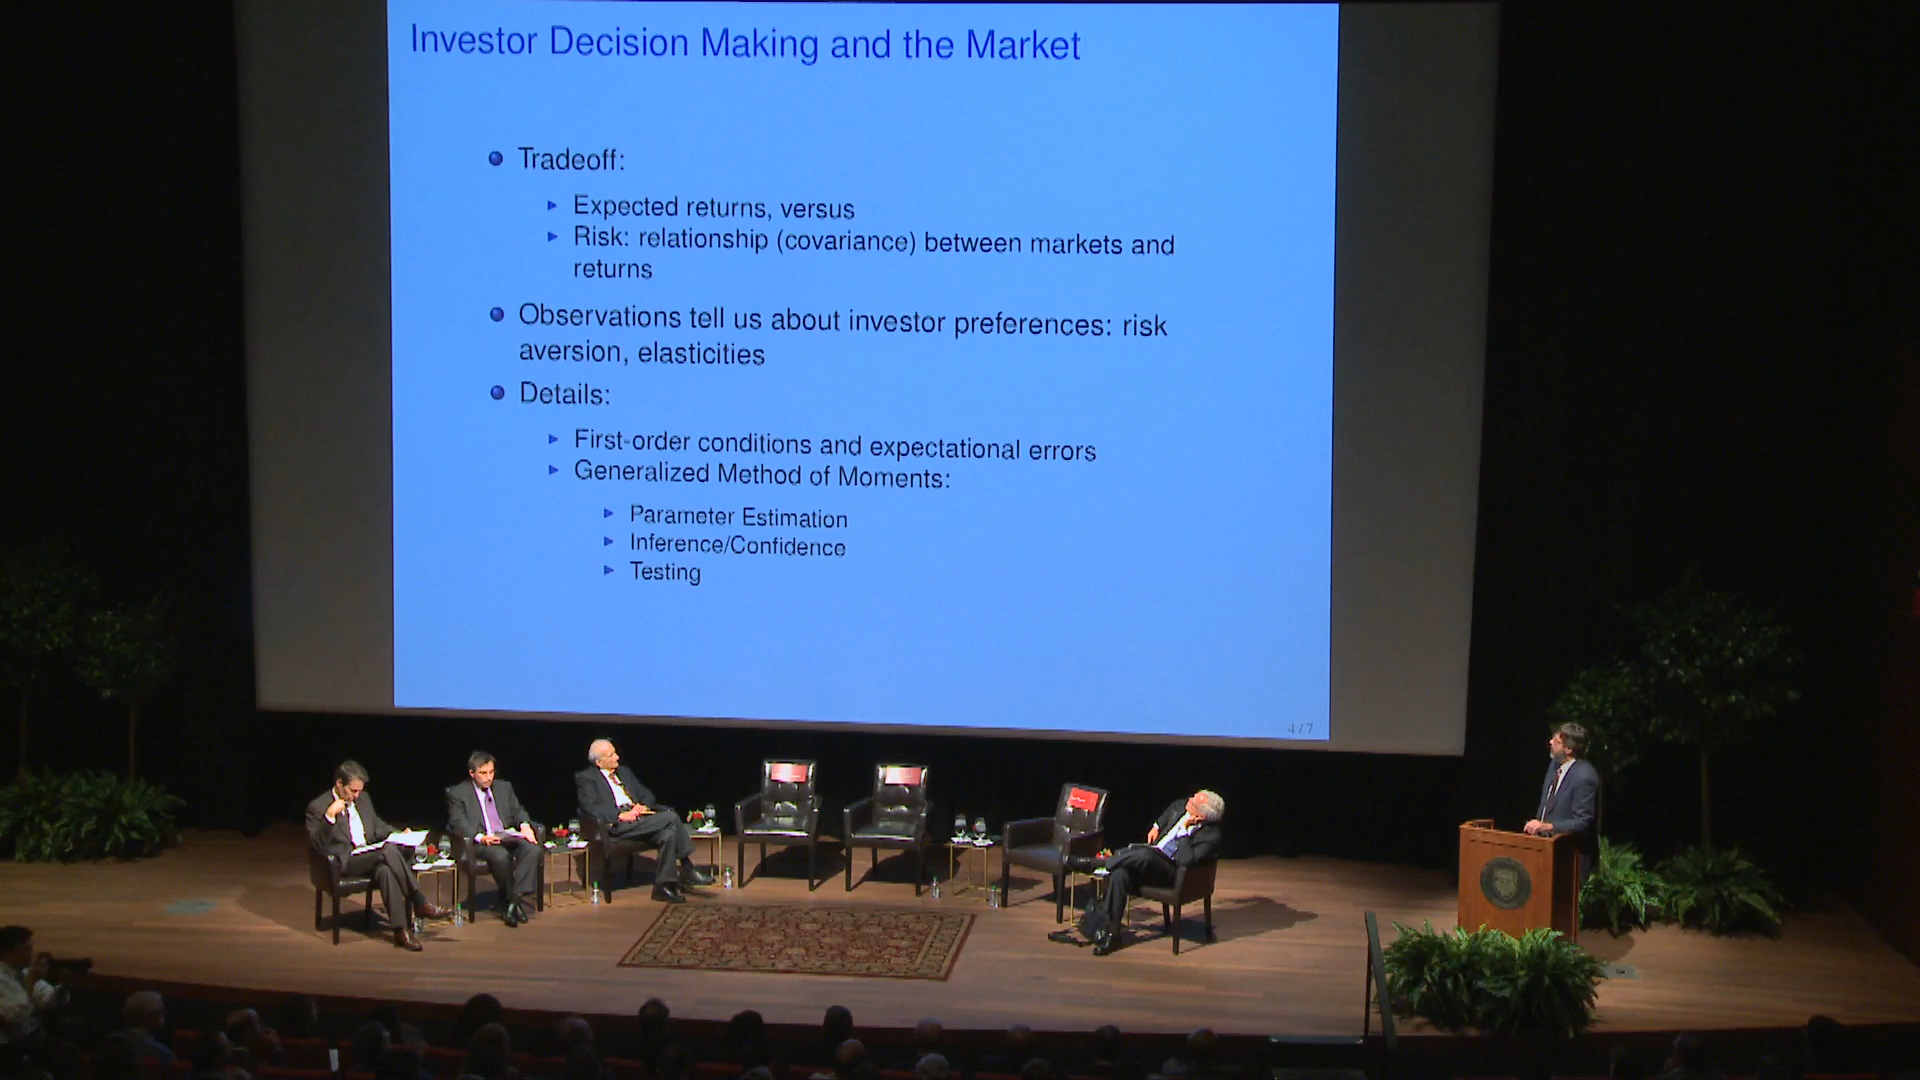 Investor Decision Making and the Market
Tradeoff:
Expected returns, versus
Risk: relationship (covariance) between markets and
returns
Observations tell us about investor preferences: risk
aversion, elasticities
Details:
First-order conditions and expectational errors
Generalized Method of Moments:
Parameter Estimation
Inference/Confidence
Testing
4/7